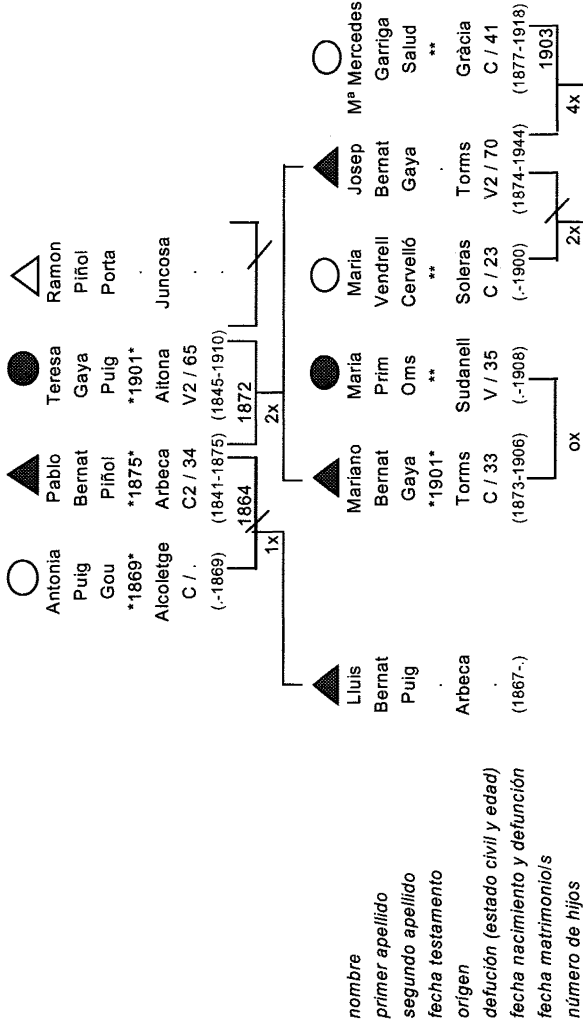 Antonia Pablo Teresa Ramon
Puig Bernat Gaya Piñol
Gou Piñol Puig Porta
*1869* *1875* *1901* .
Alcoletge Arbeca Aitona Juncosa
C / . C2 / 34 V2 / 65 .
(.-1869) (1841-1875) (1845-1910)
1864 1872
1x 2x
nombre Lluis Mariano Maria Maria Josep Mª Mercedes
primer apellido Bernat Bernat Prim Vendrell Bernat Garriga
segundo apellido Puig Gaya Oms Cervelló Gaya Salud
fecha testamento . *1901* ** ** . **
origen Arbeca Torms Sudanell Soleras Torms Gràcia
defución (estado civil y edad) . C / 33 V / 35 C / 23 V2 / 70 C / 41
fecha nacimiento y defunción (1867-.) (1873-1906) (.-1908) (.-1900) (1874-1944) (1877-1918)
fecha matrimonio/s 1903
número de hijos ox 2x 4x